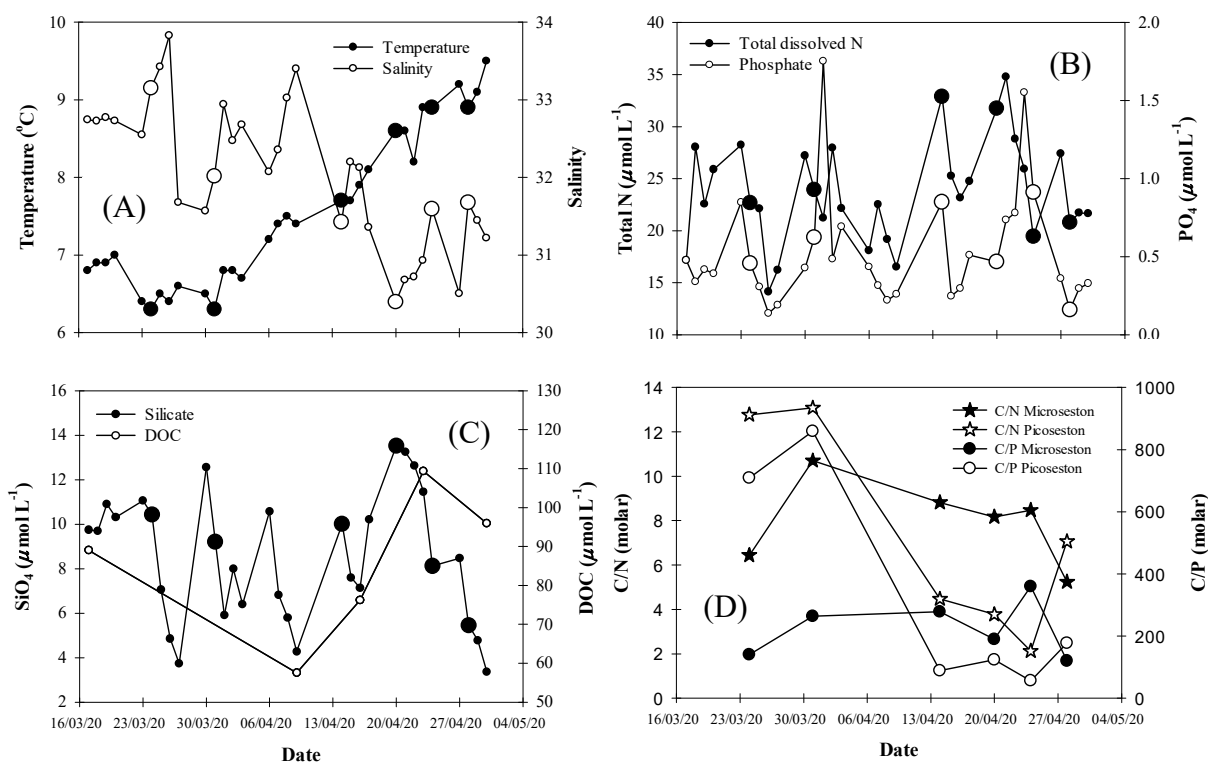 10
9
8
7
6
Temperature (⁰C)
34
33
32
31
30
Salinity
Temperature
Salinity
(A)
40
35
30
25
20
15
10
Total N (μmol L⁻¹)
2.0
1.5
1.0
0.5
0.0
PO₄ (μmol L⁻¹)
Total dissolved N
Phosphate
(B)
16
14
12
10
8
6
4
2
SiO₄ (μmol L⁻¹)
130
120
110
100
90
80
70
60
50
DOC (μmol L⁻¹)
Silicate
DOC
(C)
16/03/20 23/03/20 30/03/20 06/04/20 13/04/20 20/04/20 27/04/20 04/05/20
Date
14
12
10
8
6
4
2
0
C/N (molar)
1000
800
600
400
200
0
C/P (molar)
C/N Microseston
C/N Picoseston
C/P Microseston
C/P Picoseston
(D)
16/03/20 23/03/20 30/03/20 06/04/20 13/04/20 20/04/20 27/04/20 04/05/20
Date